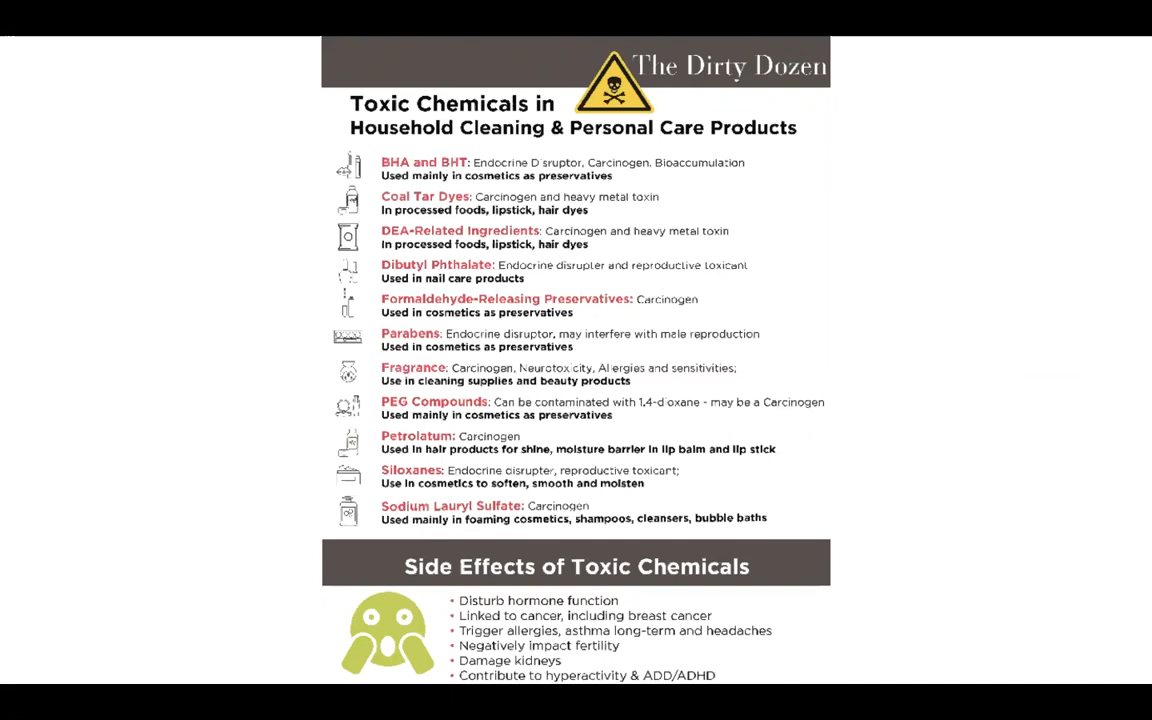 The Dirty Dozen
Toxic Chemicals in
Household Cleaning & Personal Care Products
BHA and BHT: Endocrine Disruptor, Carcinogen, Bioaccumulation
Used mainly in cosmetics as preservatives
Coal Tar Dyes: Carcinogen and heavy metal toxin
In processed foods, lipstick, hair dyes
DEA-Related Ingredients: Carcinogen and heavy metal toxin
In processed foods, lipstick, hair dyes
Dibutyl Phthalate: Endocrine disrupter and reproductive toxicant
Used in nail care products
Formaldehyde-Releasing Preservatives: Carcinogen
Used in cosmetics as preservatives
Parabens: Endocrine disruptor, may interfere with male reproduction
Used in cosmetics as preservatives
Fragrance: Carcinogen, Neurotoxicity, Allergies and sensitivities;
Use in cleaning supplies and beauty products
PEG Compounds: Can be contaminated with 1,4-dioxane - may be a Carcinogen
Used mainly in cosmetics as preservatives
Petrolatum: Carcinogen
Used in hair products for shine, moisture barrier in lip balm and lip stick
Siloxanes: Endocrine disrupter, reproductive toxicant;
Use in cosmetics to soften, smooth and moisten
Sodium Lauryl Sulfate: Carcinogen
Used mainly in foaming cosmetics, shampoos, cleansers, bubble baths
Side Effects of Toxic Chemicals
• Disturb hormone function
• Linked to cancer, including breast cancer
• Trigger allergies, asthma long-term and headaches
• Negatively impact fertility
• Damage kidneys
• Contribute to hyperactivity & ADD/ADHD